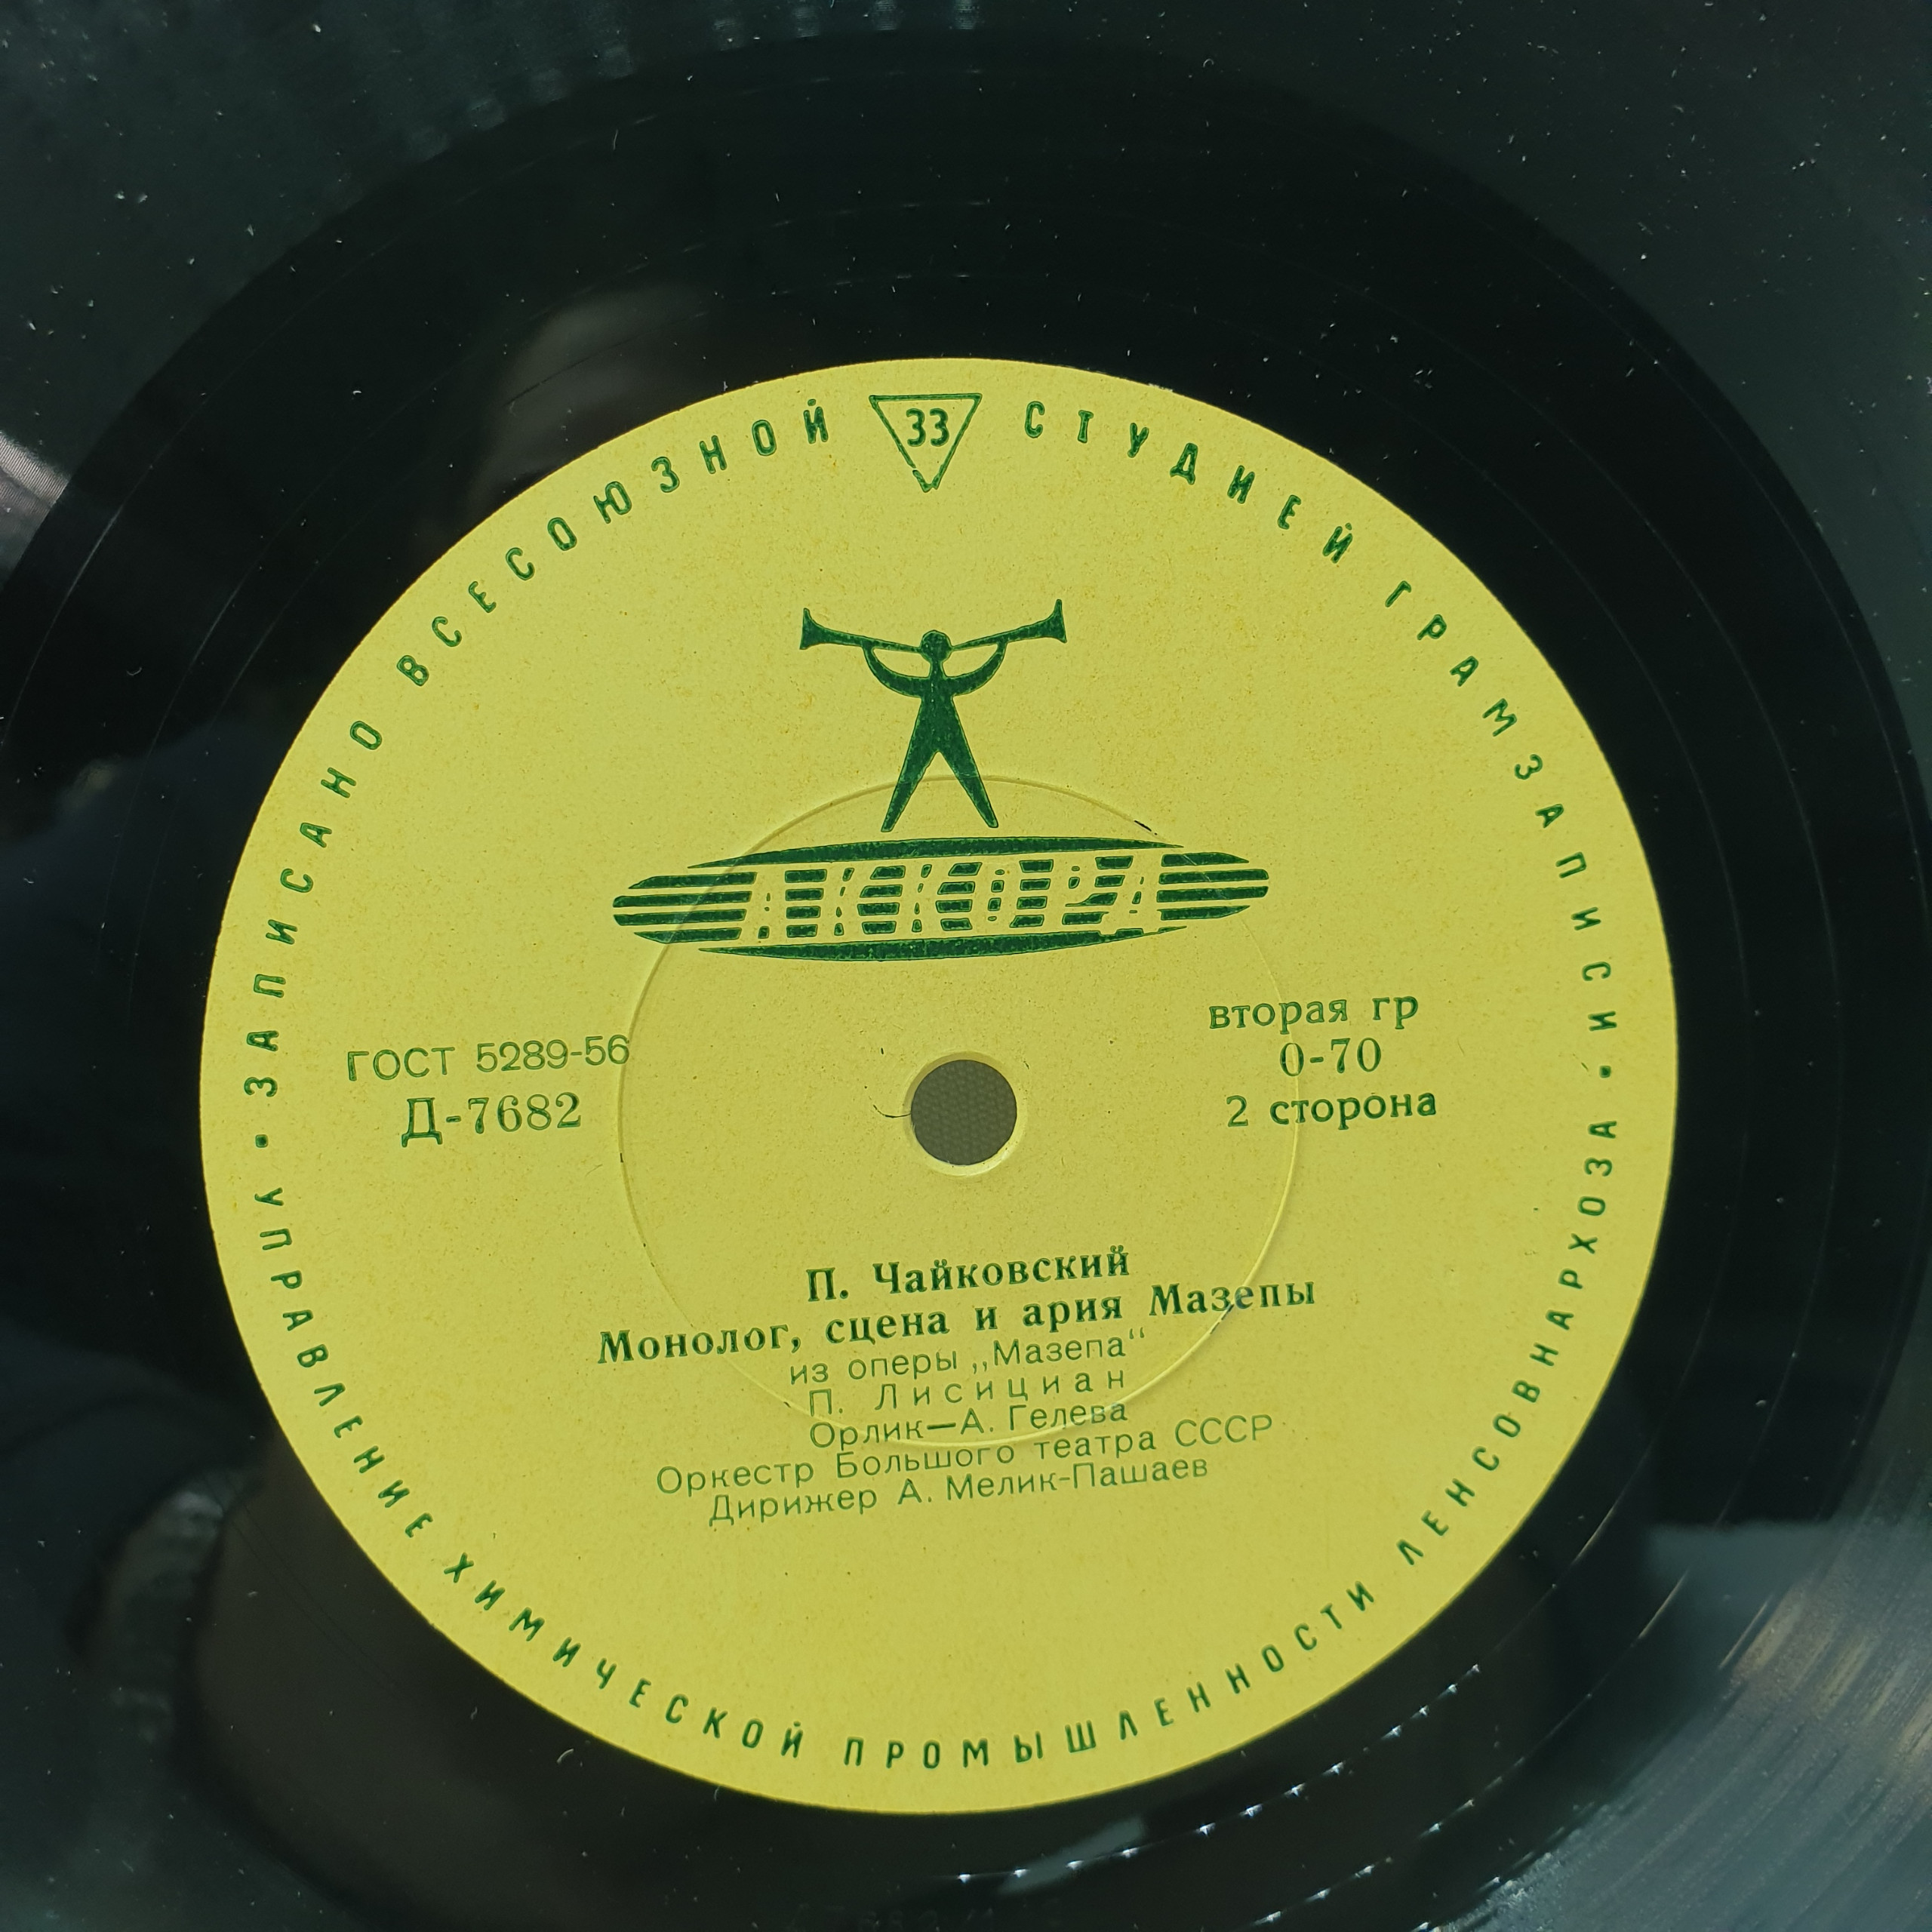 ЗАПИСАНО ВСЕСОЮЗНОЙ СТУДИЕЙ ГРАМЗАПИСИ
33
АККОРД
ГОСТ 5289-56
Д-7682
вторая гр
0-70
2 сторона
П. Чайковский
Монолог, сцена и ария Мазепы
из оперы „Мазепа“
П. Лисициан
Орлик—А. Гелева
Оркестр Большого театра СССР
Дирижер А. Мелик-Пашаев
УПРАВЛЕНИЕ ХИМИЧЕСКОЙ ПРОМЫШЛЕННОСТИ ЛЕНСОВНАРХОЗА